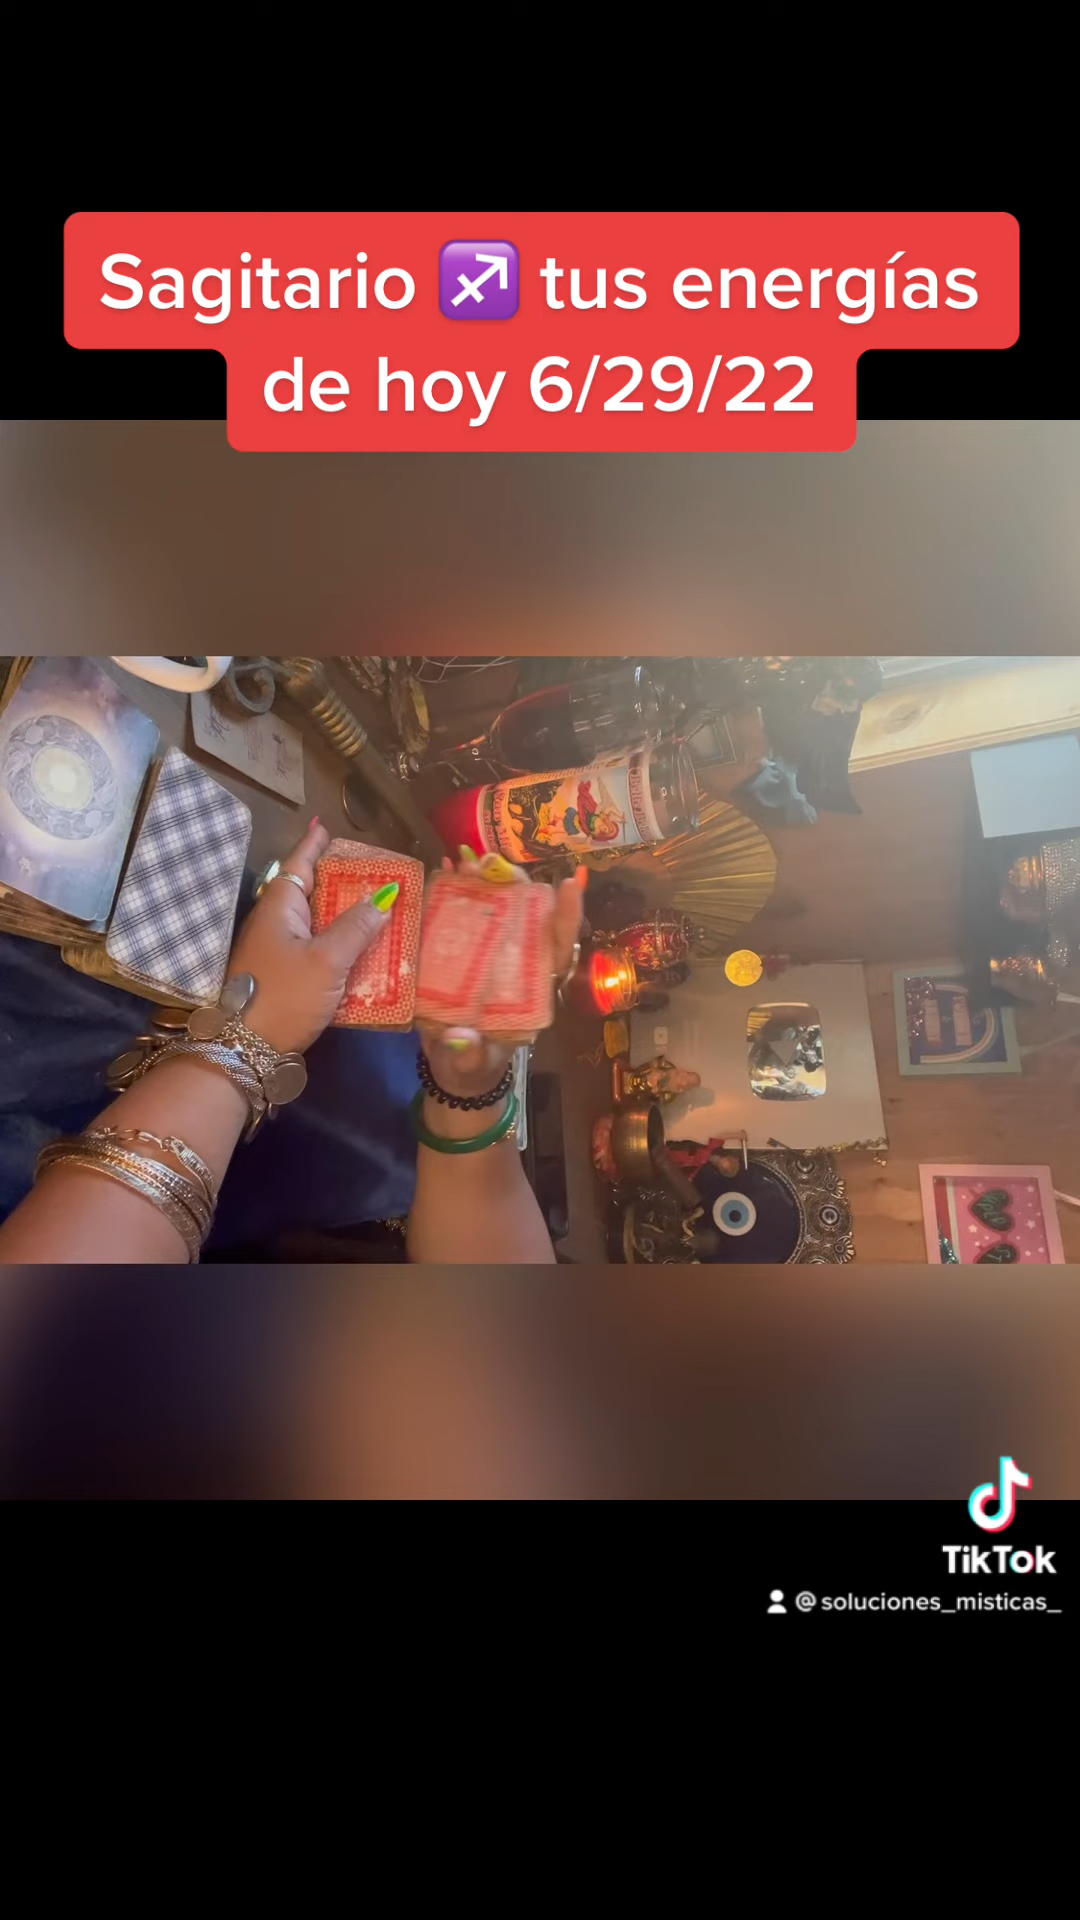 Sagitario ♐ tus energías
de hoy 6/29/22
TikTok
@soluciones_misticas_